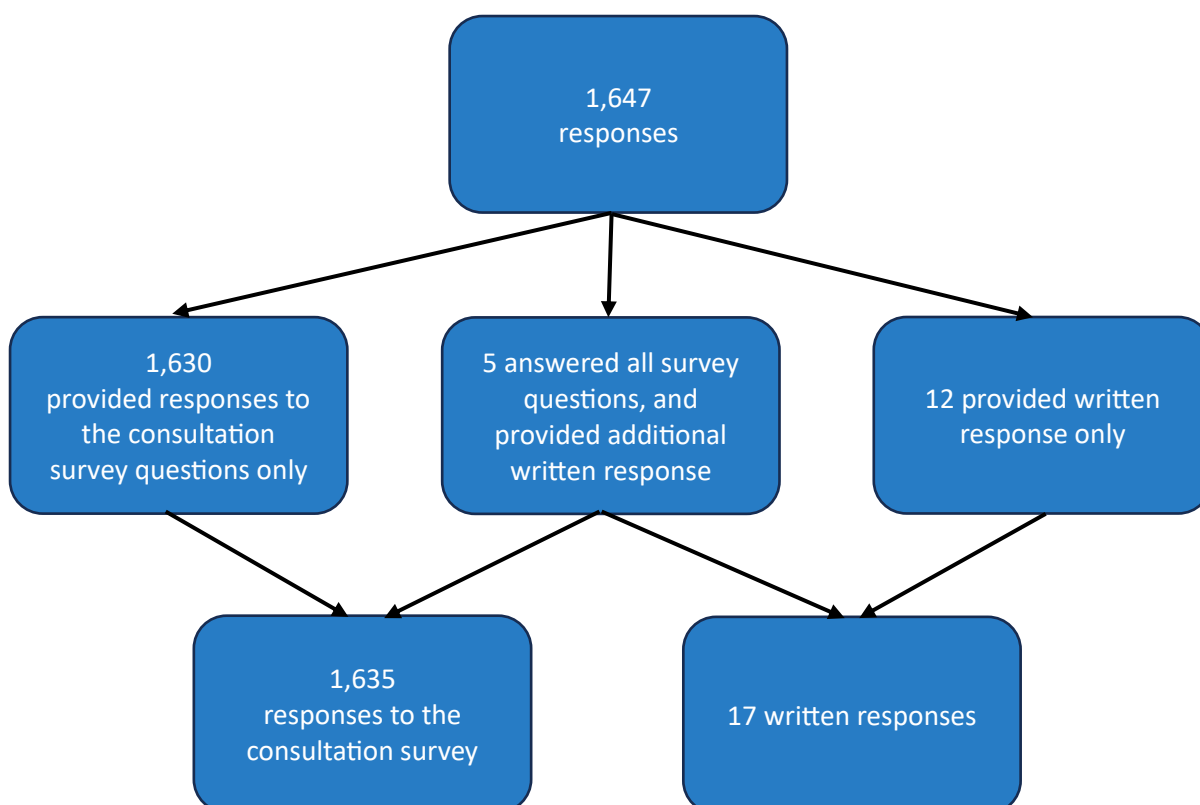 1,647
responses
1,630
provided responses to
the consultation
survey questions only
5 answered all survey
questions, and
provided additional
written response
12 provided written
response only
1,635
responses to the
consultation survey
17 written responses